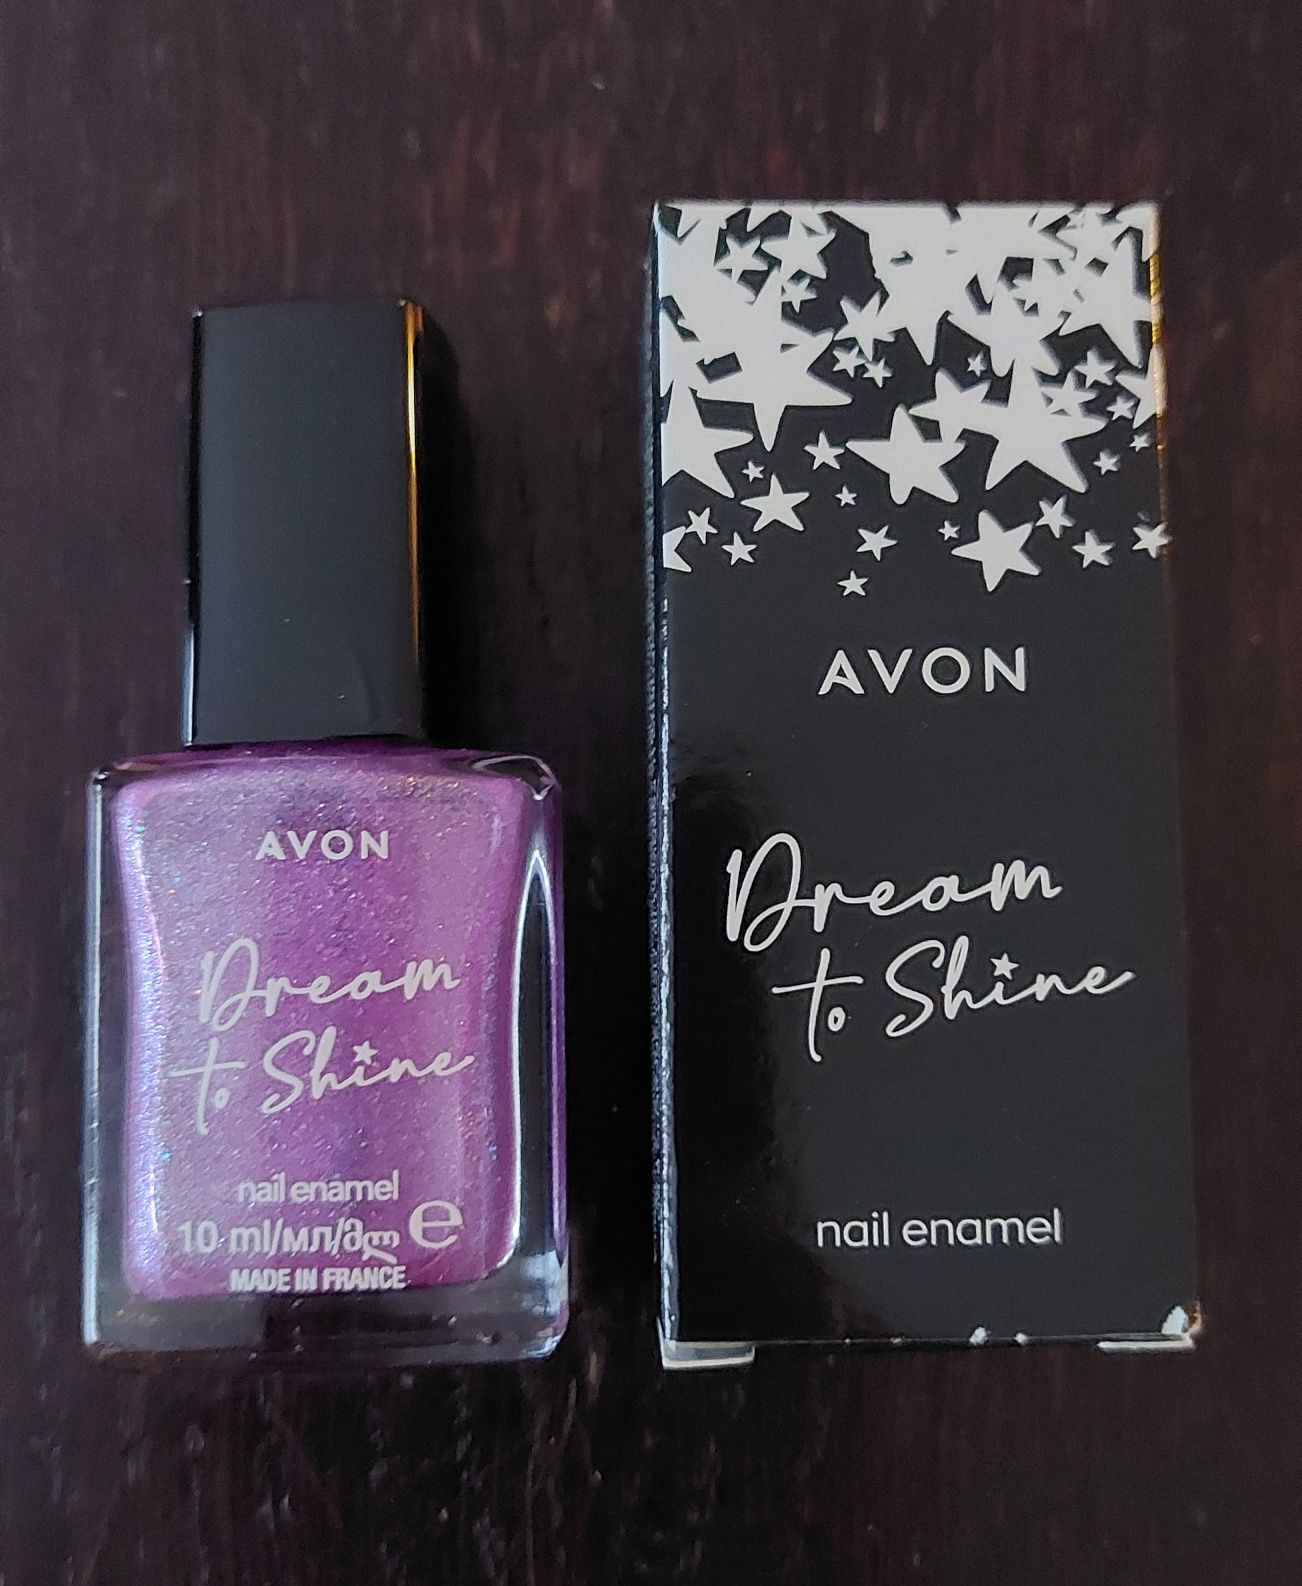 AVON
Dream
to Shine
nail enamel
10 ml/мл/მლ e
MADE IN FRANCE
AVON
Dream
to Shine
nail enamel